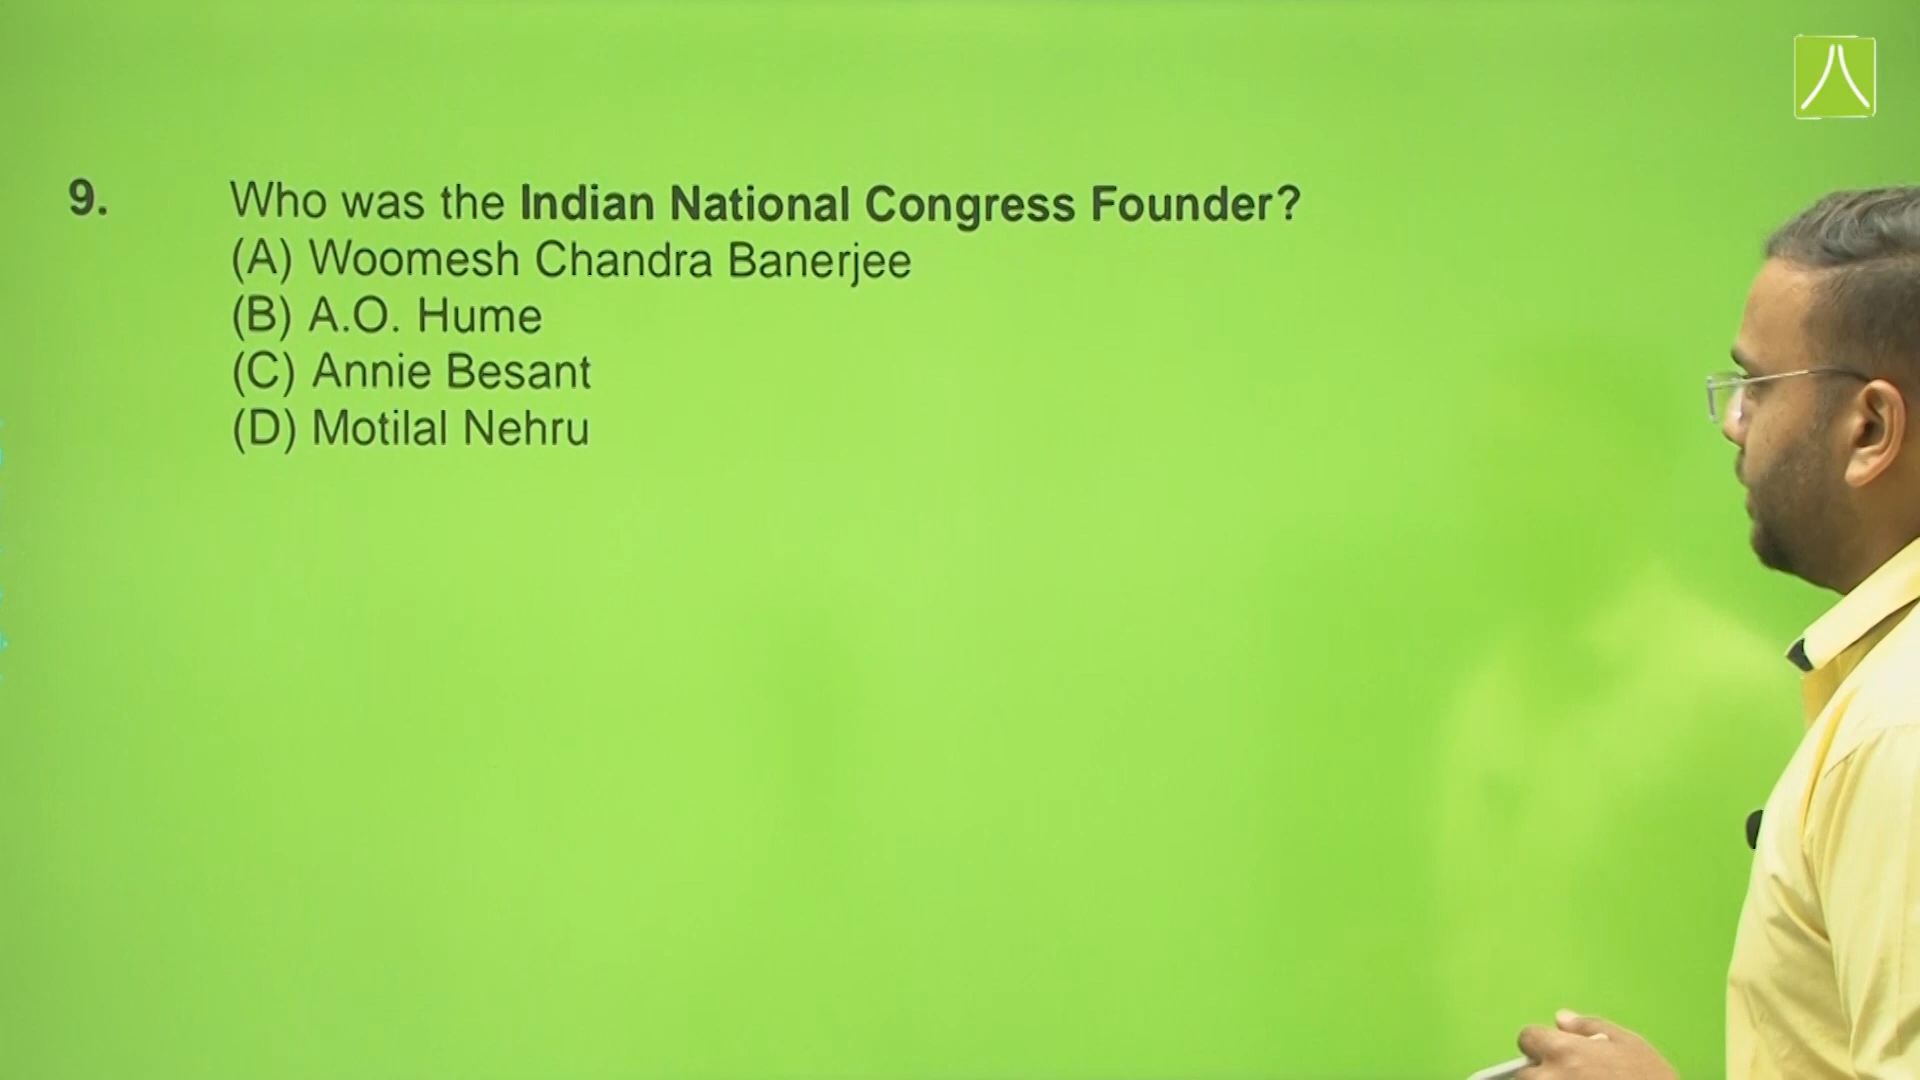 9. Who was the Indian National Congress Founder?
(A) Woomesh Chandra Banerjee
(B) A.O. Hume
(C) Annie Besant
(D) Motilal Nehru